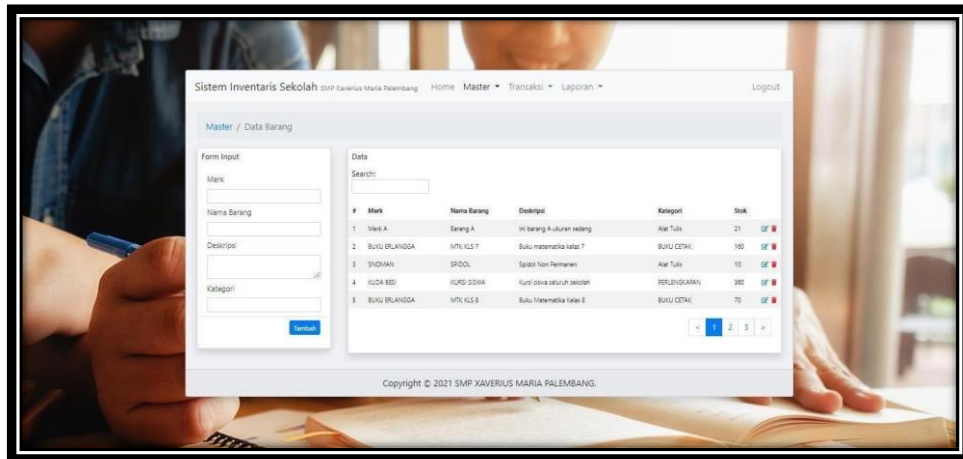 Sistem Inventaris Sekolah SMP Xaverius Maria Palembang Home Master Transaksi Laporan Logout
Master / Data Barang
Form Input
Merk
Nama Barang
Deskripsi
Kategori
Tambah
Data
Search:
# Merk Nama Barang Deskripsi Kategori Stok
1 Merk A Barang A ini barang A ukuran sedang Alat Tulis 21
2 BUKU ERLANGGA MTK KLS 7 Buku matematika kelas 7 BUKU CETAK 160
3 SNOMAN SPIDOL Spidol Non Permanen Alat Tulis 10
4 KUDA BESI KURSI SISWA Kursi siswa seluruh sekolah PERLENGKAPAN 360
5 BUKU ERLANGGA MTK KLS 8 Buku Matematika Kelas 8 BUKU CETAK 70
< 1 2 3 >
Copyright © 2021 SMP XAVERIUS MARIA PALEMBANG.